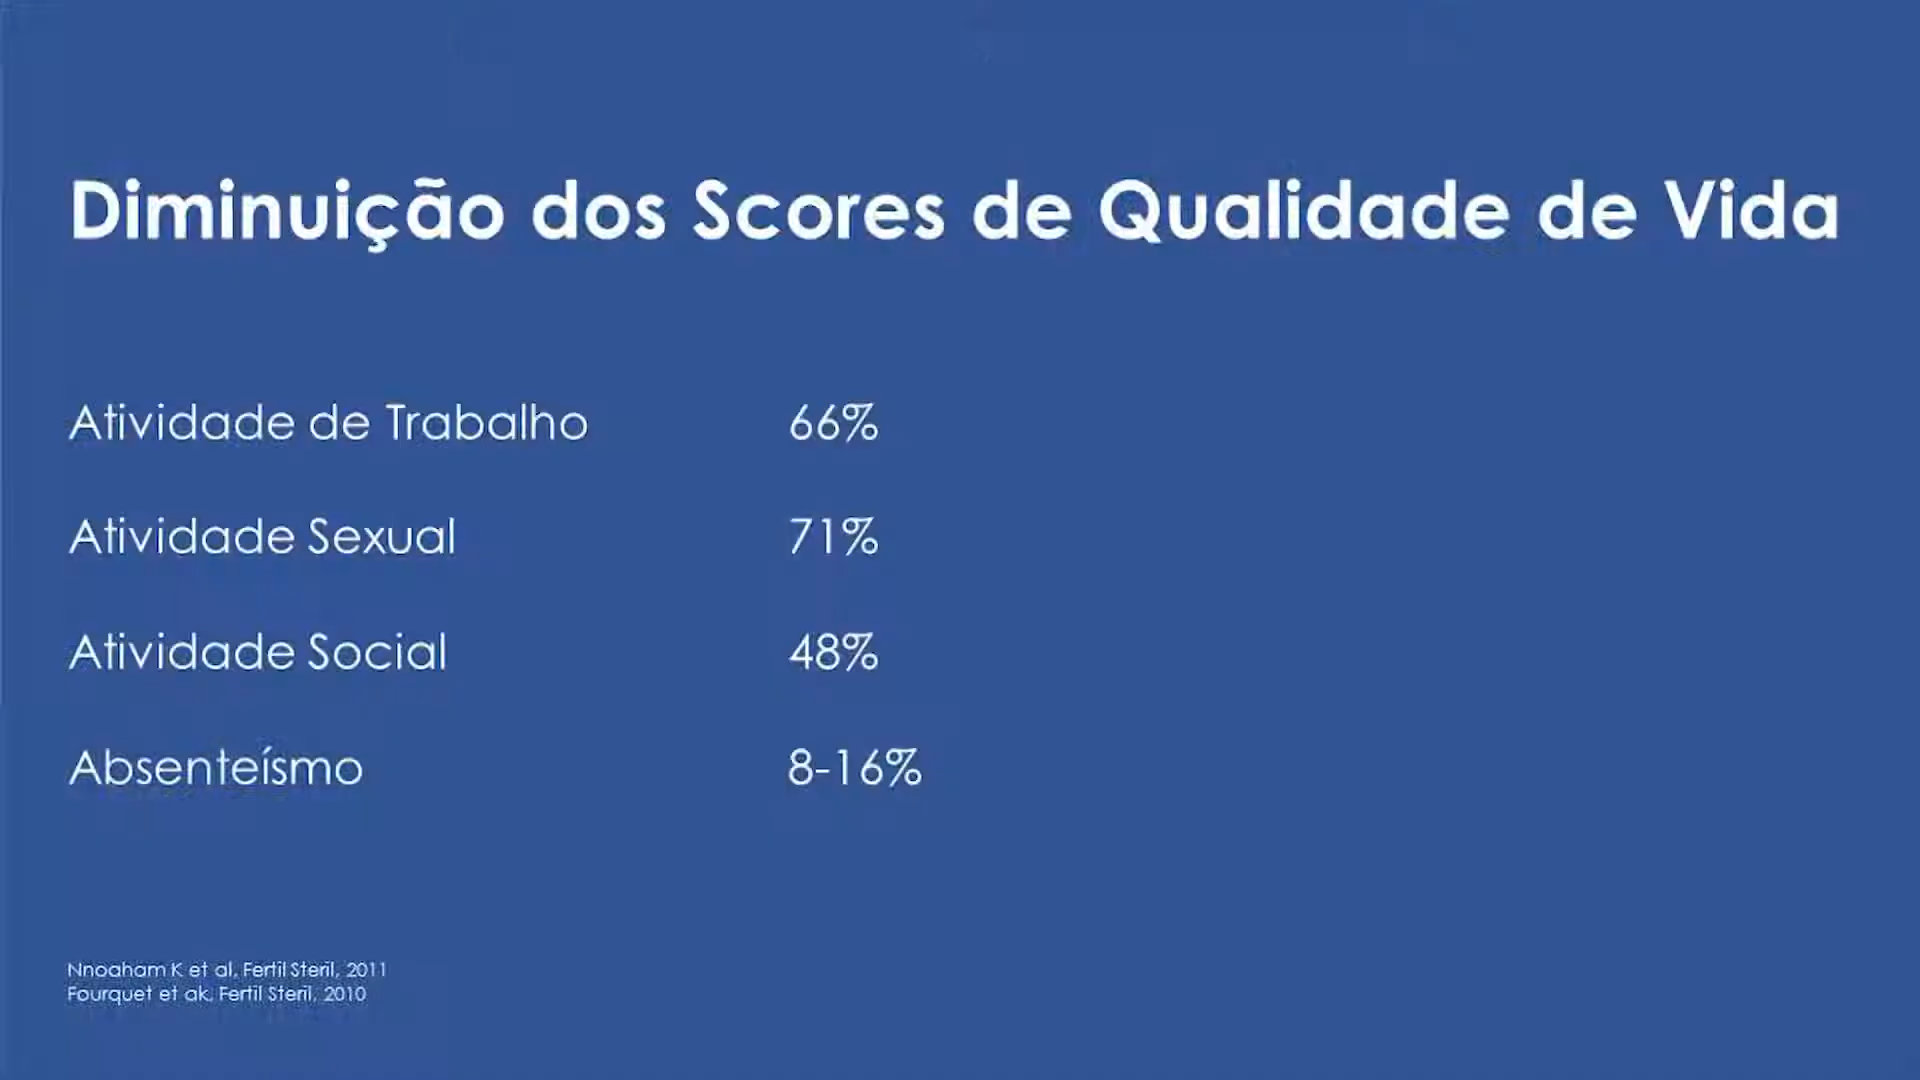 Diminuição dos Scores de Qualidade de Vida
Atividade de Trabalho 66%
Atividade Sexual 71%
Atividade Social 48%
Absenteísmo 8-16%
Nnoaham K et al, Fertil Steril, 2011
Fourquet et ak, Fertil Steril, 2010